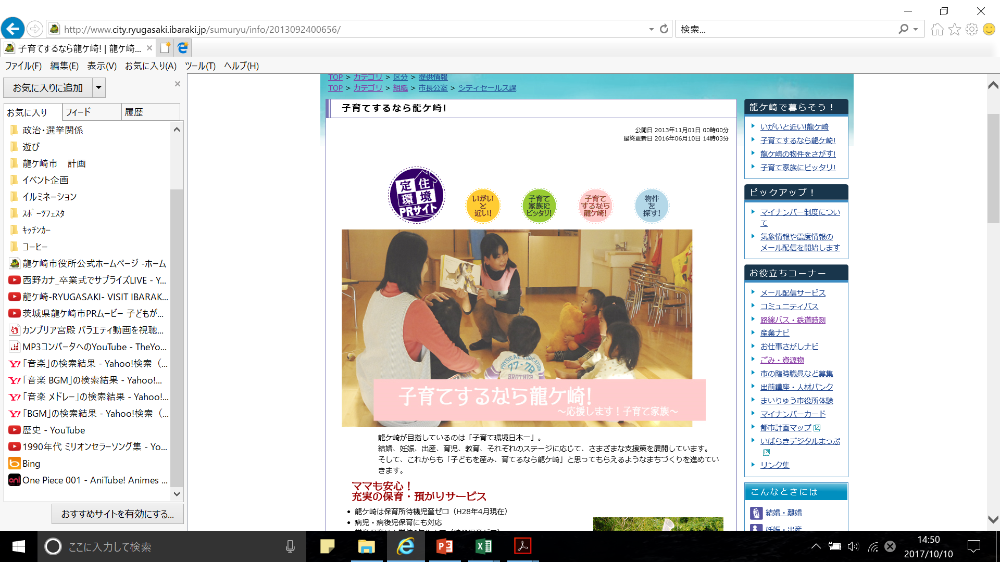 http://www.city.ryugasaki.ibaraki.jp/sumuryu/info/2013092400656/
検索...
子育てするなら龍ケ崎! | 龍ケ崎...
ファイル(F) 編集(E) 表示(V) お気に入り(A) ツール(T) ヘルプ(H)
お気に入りに追加
お気に入り フィード 履歴
政治・選挙関係
遊び
龍ケ崎市　計画
イベント企画
イルミネーション
ｽﾎﾟｰﾂフェスタ
ｷｯﾁﾝｶｰ
コーヒー
龍ケ崎市役所公式ホームページ -ホーム
西野カナ_卒業式でサプライズLIVE - Y...
龍ケ崎-RYUGASAKI- VISIT IBARAK...
茨城県龍ケ崎市PRムービー 子どもが...
カンブリア宮殿 バラエティ動画を視聴...
MP3コンバータへのYouTube - TheYo...
「音楽」の検索結果 - Yahoo!検索（...
「音楽 BGM」の検索結果 - Yahoo!...
「音楽 メドレー」の検索結果 - Yahoo!...
「BGM」の検索結果 - Yahoo!検索（...
歴史 - YouTube
1990年代 ミリオンセラーソング集 - Yo...
Bing
One Piece 001 - AniTube! Animes ...
おすすめサイトを有効にする...
TOP > カテゴリ > 区分 > 提供情報
TOP > カテゴリ > 組織 > 市長公室 > シティセールス課
子育てするなら龍ケ崎!
公開日 2013年11月01日 00時00分
最終更新日 2016年06月10日 14時03分
定住
環境
PRサイト
いがい
と
近い!
子育て
家族に
ピッタリ!
子育て
するなら
龍ケ崎!
物件
を
探す!
PHYSICAL EDUCATION
77-78
BROTHER
子育てするなら龍ケ崎!
～応援します！子育て家族～
龍ケ崎が目指しているのは「子育て環境日本一」。
結婚、妊娠、出産、育児、教育、それぞれのステージに応じて、さまざまな支援策を展開しています。
そして、これからも「子どもを産み、育てるなら龍ケ崎」と思ってもらえるようなまちづくりを進めてい
きます。
ママも安心！
充実の保育・預かりサービス
龍ケ崎は保育所待機児童ゼロ（H28年4月現在）
病児・病後児保育にも対応
龍ケ崎で暮らそう！
いがいと近い!龍ケ崎
子育てするなら龍ケ崎!
龍ケ崎の物件をさがす!
子育て家族にピッタリ!
ピックアップ！
マイナンバー制度につい
て
気象情報や震度情報の
メール配信を開始します
お役立ちコーナー
メール配信サービス
コミュニティバス
路線バス・鉄道時刻
産業ナビ
お仕事さがしナビ
ごみ・資源物
市の臨時職員など募集
出前講座・人材バンク
まいりゅう市役所体験
マイナンバーカード
都市計画マップ
いばらきデジタルまっぷ
リンク集
こんなときには
結婚・離婚
妊娠・出産
ここに入力して検索
14:50
2017/10/10